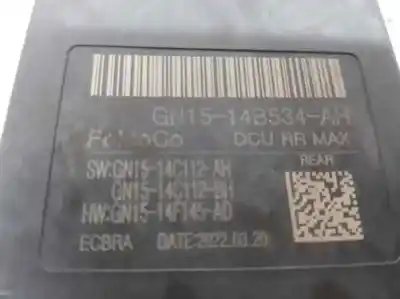 GN15-14B534-AH
FoMoCo DCU RR MAX
SW:GN15-14C112-AH REAR
GN15-14C112-BH
HW:GN15-14F145-AD
ECBRA DATE:2022.03.20